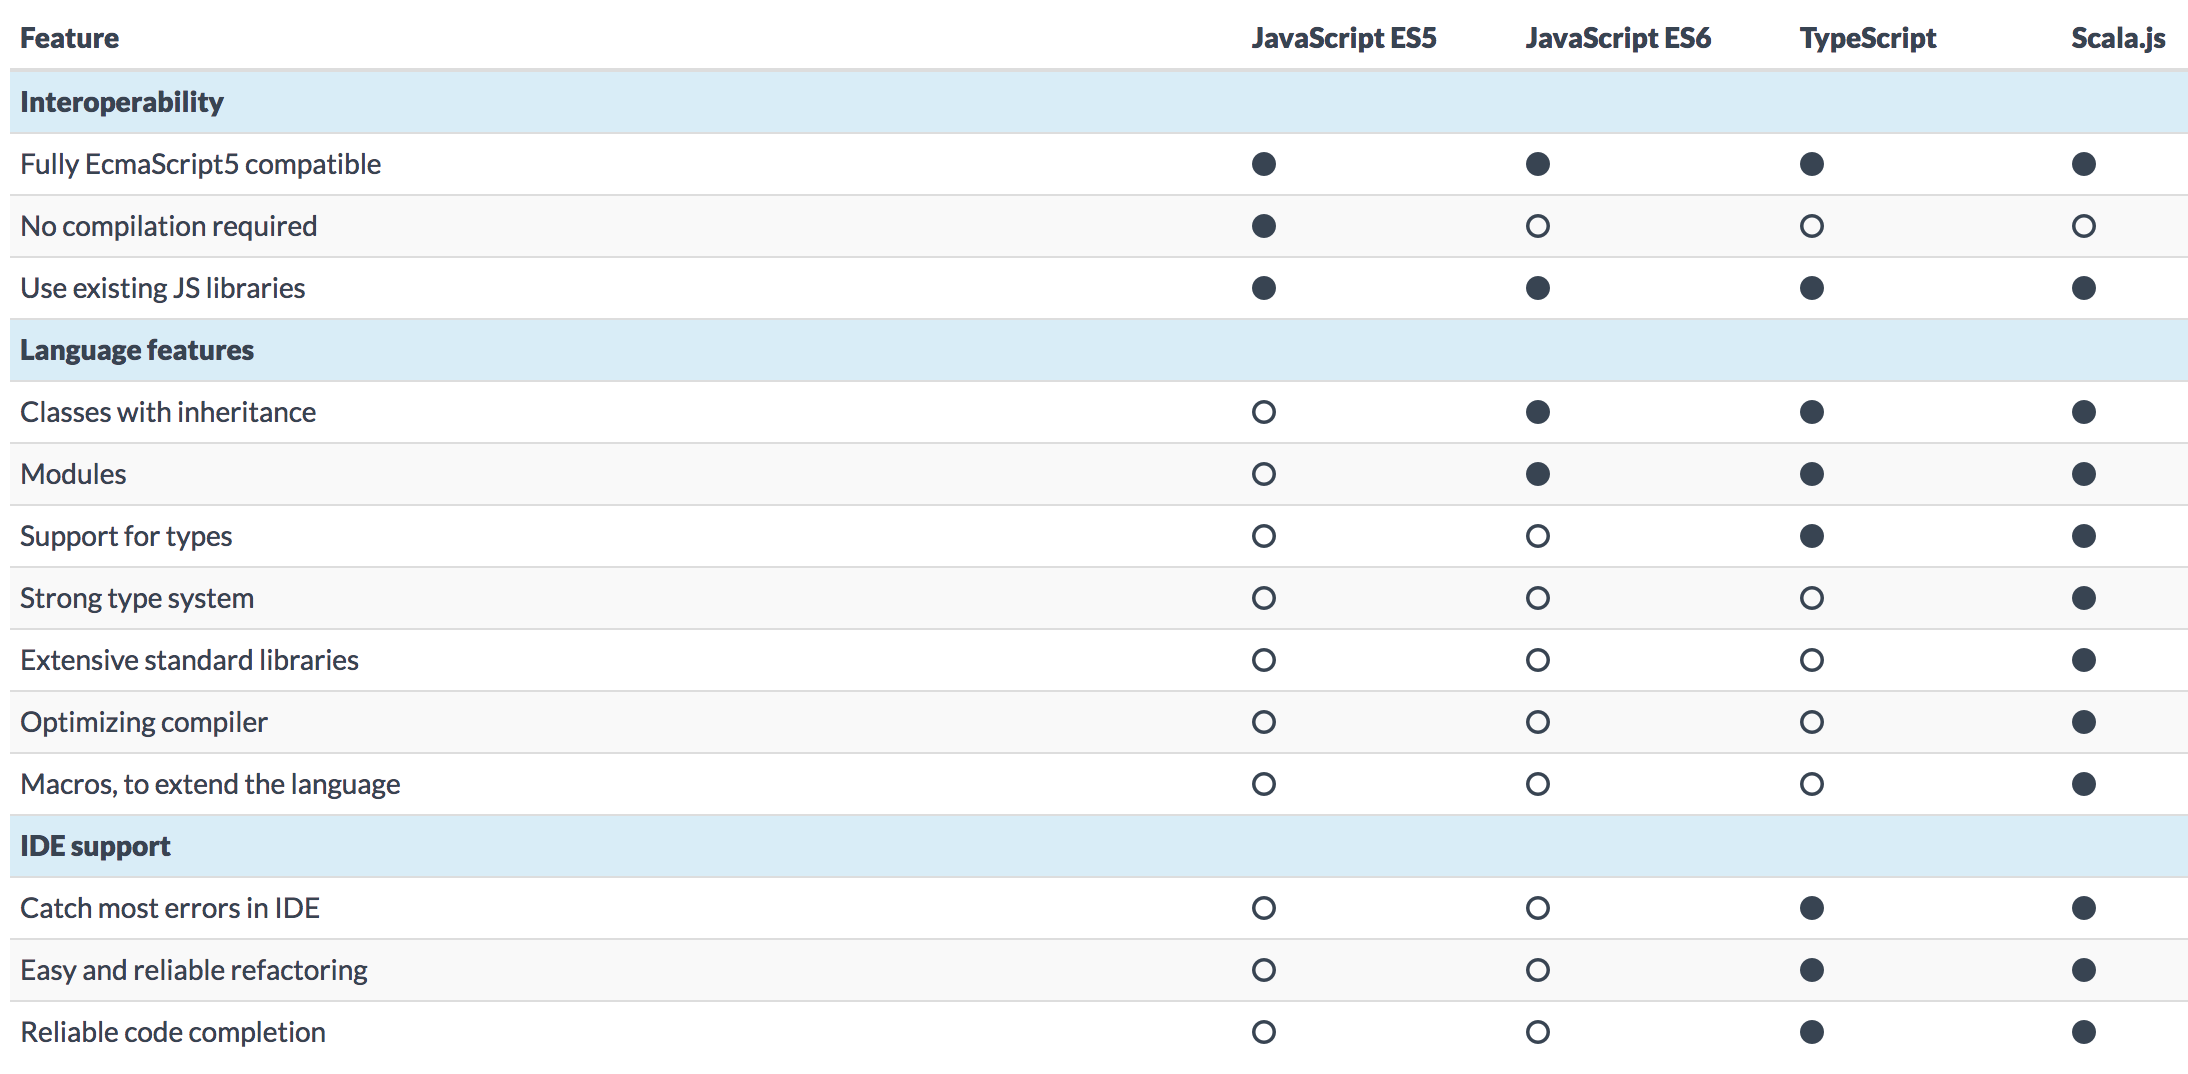 Feature JavaScript ES5 JavaScript ES6 TypeScript Scala.js
Interoperability
Fully EcmaScript5 compatible
No compilation required
Use existing JS libraries
Language features
Classes with inheritance
Modules
Support for types
Strong type system
Extensive standard libraries
Optimizing compiler
Macros, to extend the language
IDE support
Catch most errors in IDE
Easy and reliable refactoring
Reliable code completion